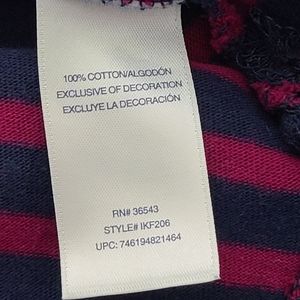 100% COTTON/ALGODÓN
EXCLUSIVE OF DECORATION
EXCLUYE LA DECORACIÓN
RN# 36543
STYLE# IKF206
UPC: 746194821464